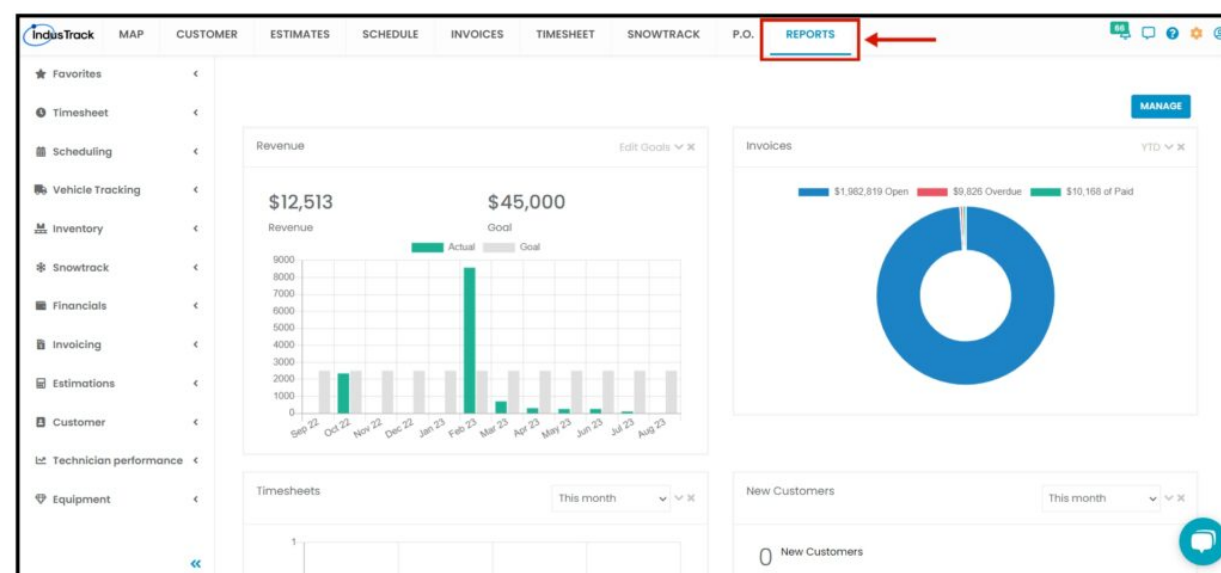 IndusTrack MAP CUSTOMER ESTIMATES SCHEDULE INVOICES TIMESHEET SNOWTRACK P.O. REPORTS 66
Favorites
Timesheet
Scheduling
Vehicle Tracking
Inventory
Snowtrack
Financials
Invoicing
Estimations
Customer
Technician performance
Equipment
MANAGE
Revenue Edit Goals
$12,513 $45,000
Revenue Goal
Actual Goal
9000
8000
7000
6000
5000
4000
3000
2000
1000
0
Sep 22 Oct 22 Nov 22 Dec 22 Jan 23 Feb 23 Mar 23 Apr 23 May 23 Jun 23 Jul 23 Aug 23
Invoices YTD
$1,982,819 Open $9,826 Overdue $10,168 of Paid
Timesheets This month
1
New Customers This month
0 New Customers